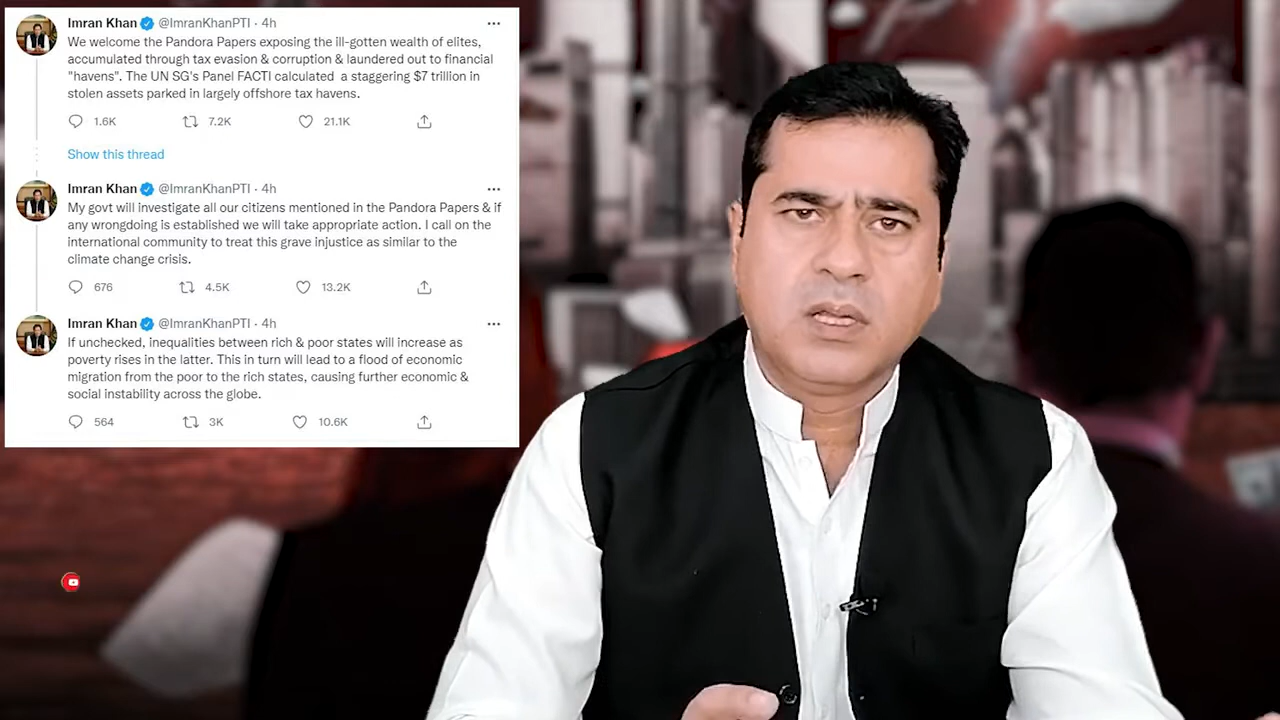 Imran Khan @ImranKhanPTI · 4h
We welcome the Pandora Papers exposing the ill-gotten wealth of elites,
accumulated through tax evasion & corruption & laundered out to financial
"havens". The UN SG's Panel FACTI calculated a staggering $7 trillion in
stolen assets parked in largely offshore tax havens.
1.6K 7.2K 21.1K
Show this thread
Imran Khan @ImranKhanPTI · 4h
My govt will investigate all our citizens mentioned in the Pandora Papers & if
any wrongdoing is established we will take appropriate action. I call on the
international community to treat this grave injustice as similar to the
climate change crisis.
676 4.5K 13.2K
Imran Khan @ImranKhanPTI · 4h
If unchecked, inequalities between rich & poor states will increase as
poverty rises in the latter. This in turn will lead to a flood of economic
migration from the poor to the rich states, causing further economic &
social instability across the globe.
564 3K 10.6K